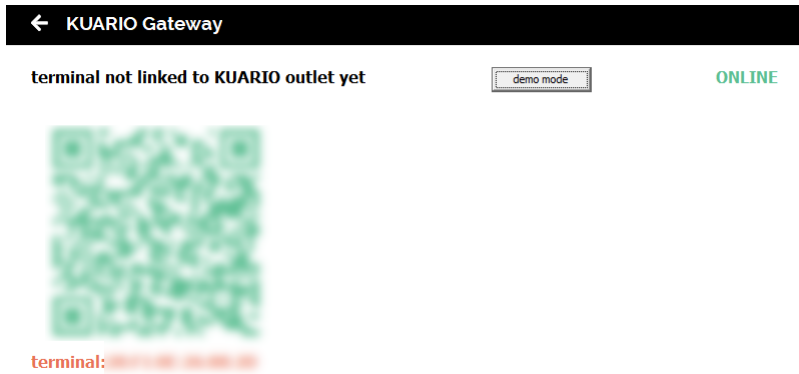 KUARIO Gateway
terminal not linked to KUARIO outlet yet
demo mode
ONLINE
terminal: